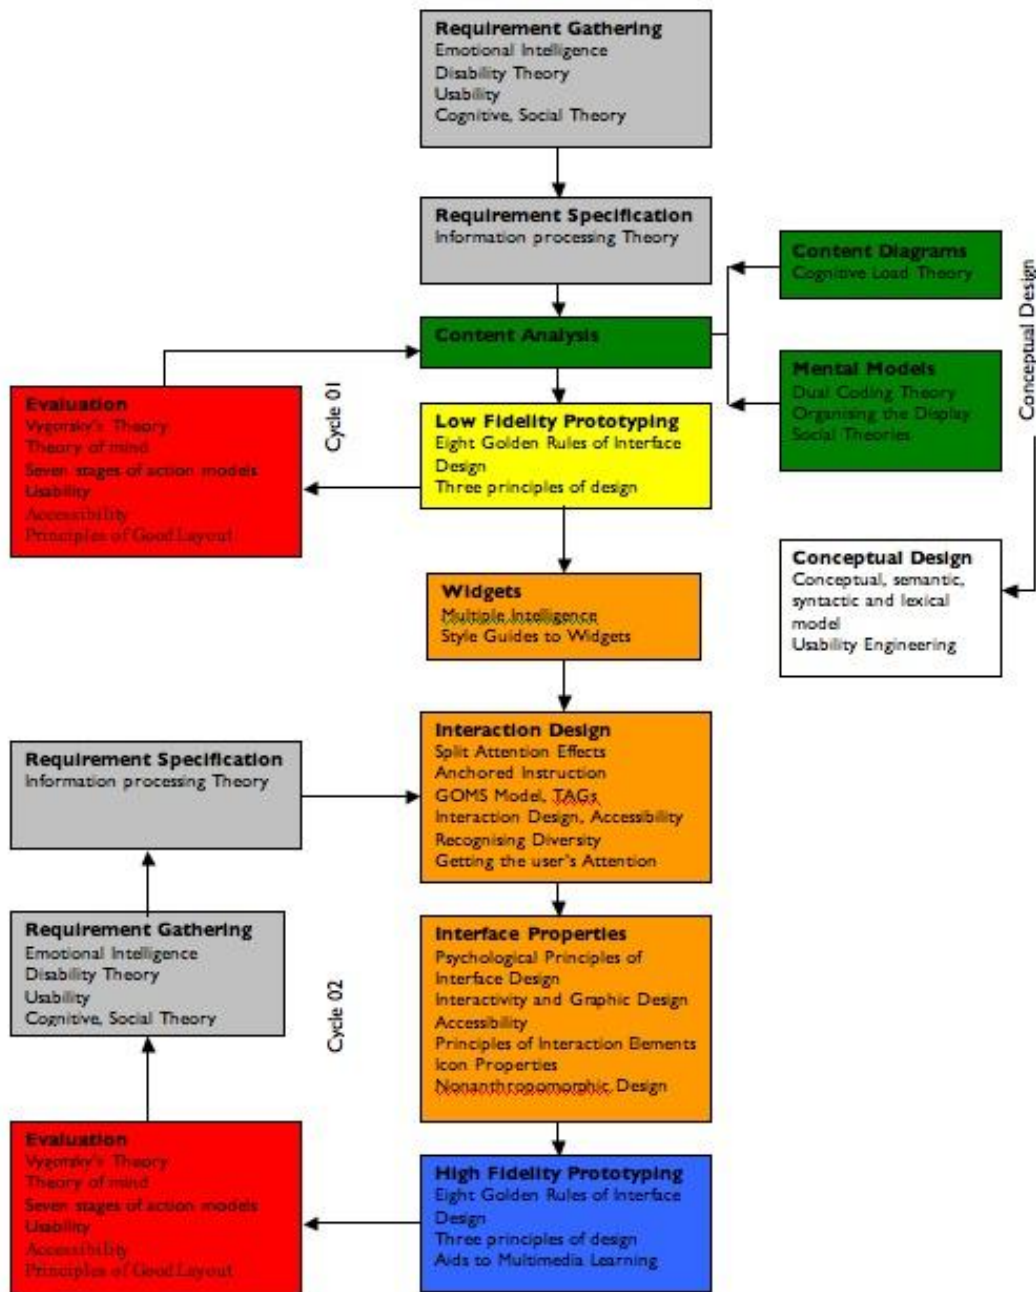 Requirement Gathering
Emotional Intelligence
Disability Theory
Usability
Cognitive, Social Theory
Requirement Specification
Information processing Theory
Content Diagrams
Cognitive Load Theory
Conceptual Design
Content Analysis
Mental Models
Dual Coding Theory
Organising the Display
Social Theories
Cycle 01
Evaluation
Vygotsky's Theory
Theory of mind
Seven stages of action models
Usability
Accessibility
Principles of Good Layout
Low Fidelity Prototyping
Eight Golden Rules of Interface
Design
Three principles of design
Conceptual Design
Conceptual, semantic,
syntactic and lexical
model
Usability Engineering
Widgets
Multiple Intelligence
Style Guides to Widgets
Interaction Design
Split Attention Effects
Anchored Instruction
GOMS Model, TAGs
Interaction Design, Accessibility
Recognising Diversity
Getting the user's Attention
Requirement Specification
Information processing Theory
Requirement Gathering
Emotional Intelligence
Disability Theory
Usability
Cognitive, Social Theory
Cycle 02
Interface Properties
Psychological Principles of
Interface Design
Interactivity and Graphic Design
Accessibility
Principles of Interaction Elements
Icon Properties
Nonanthropomorphic Design
Evaluation
Vygotsky's Theory
Theory of mind
Seven stages of action models
Usability
Accessibility
Principles of Good Layout
High Fidelity Prototyping
Eight Golden Rules of Interface
Design
Three principles of design
Aids to Multimedia Learning